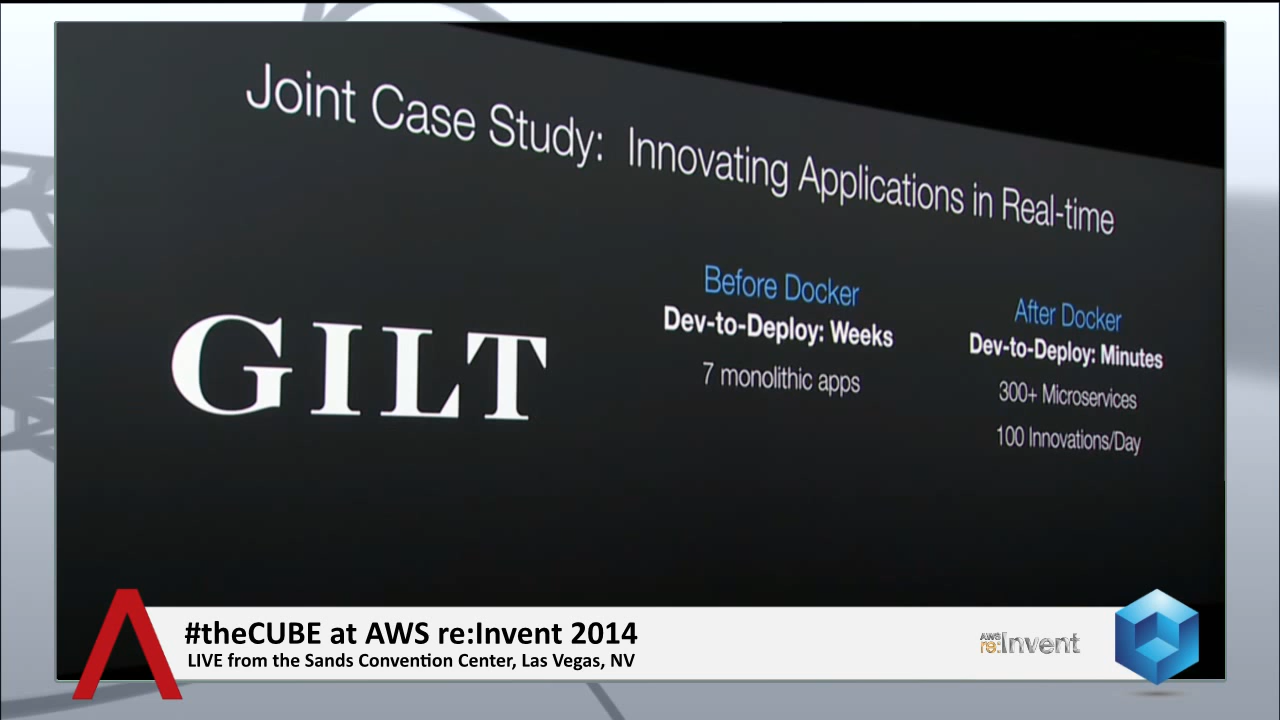 Joint Case Study: Innovating Applications in Real-time
GILT
Before Docker
Dev-to-Deploy: Weeks
7 monolithic apps
After Docker
Dev-to-Deploy: Minutes
300+ Microservices
100 Innovations/Day
#theCUBE at AWS re:Invent 2014
LIVE from the Sands Convention Center, Las Vegas, NV
AWS
re:Invent